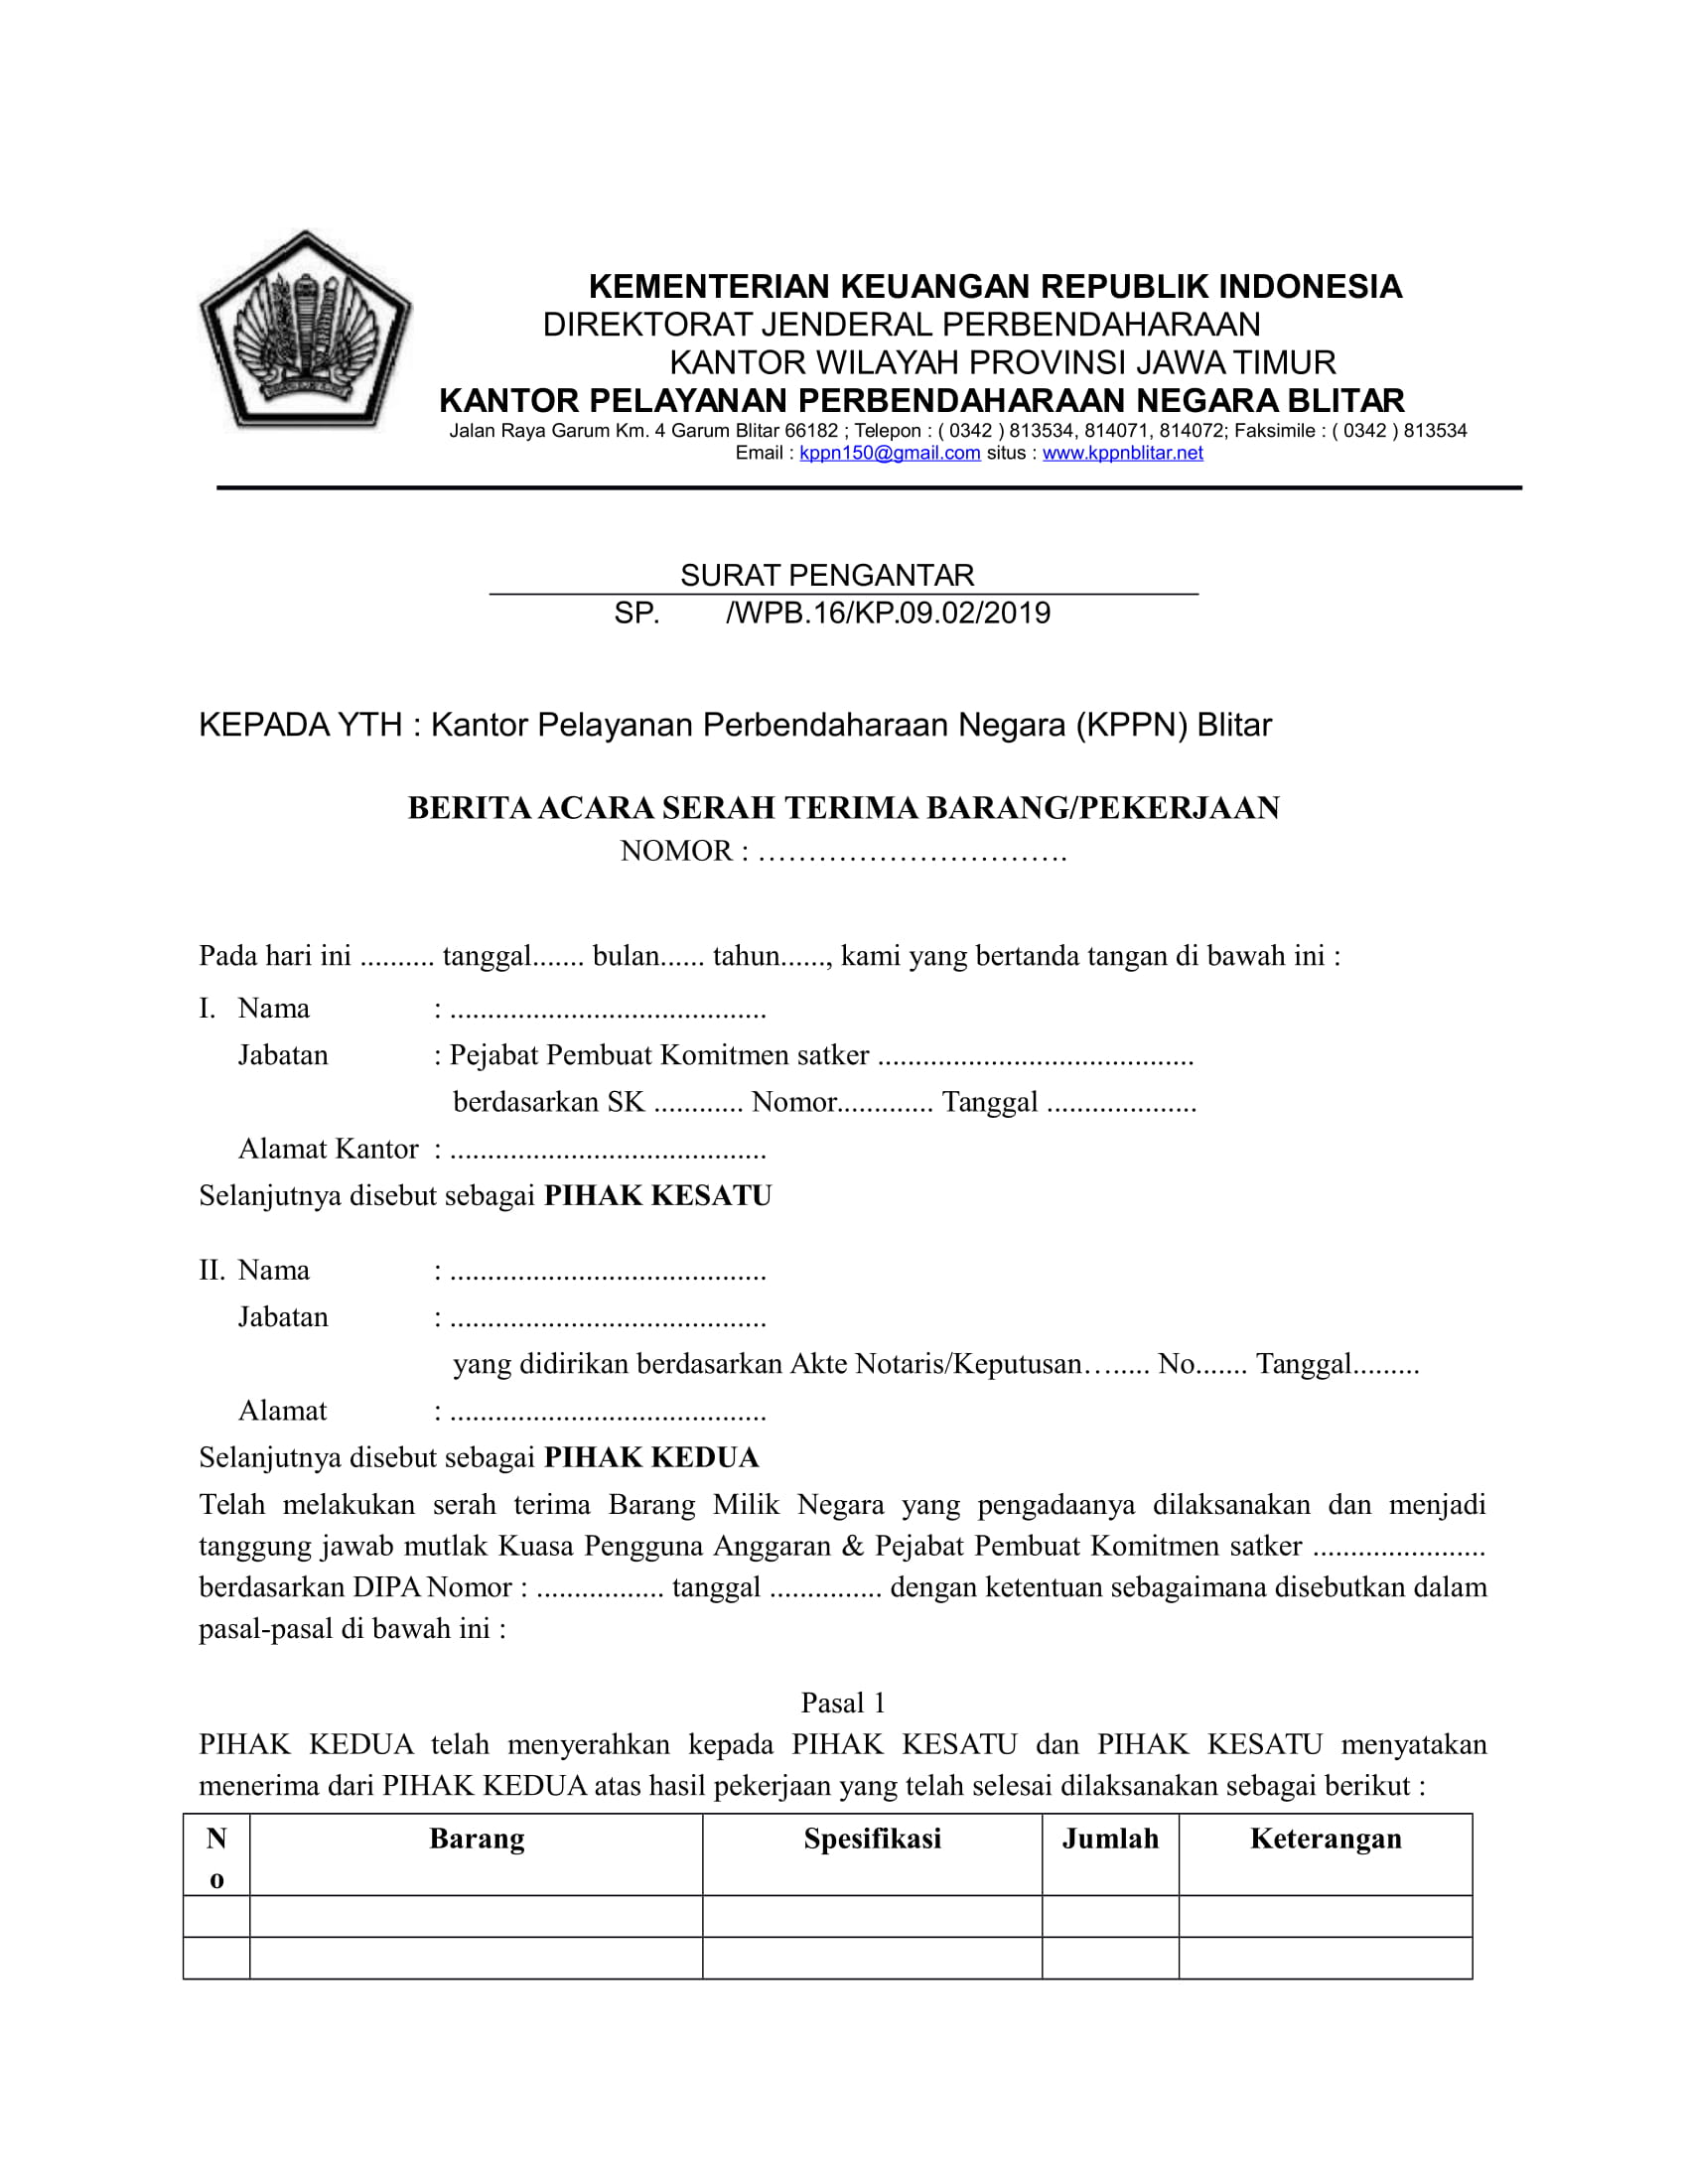 KEMENTERIAN KEUANGAN REPUBLIK INDONESIA
DIREKTORAT JENDERAL PERBENDAHARAAN
KANTOR WILAYAH PROVINSI JAWA TIMUR
KANTOR PELAYANAN PERBENDAHARAAN NEGARA BLITAR
Jalan Raya Garum Km. 4 Garum Blitar 66182 ; Telepon : ( 0342 ) 813534, 814071, 814072; Faksimile : ( 0342 ) 813534
Email : kppn150@gmail.com situs : www.kppnblitar.net
SURAT PENGANTAR
SP. /WPB.16/KP.09.02/2019
KEPADA YTH : Kantor Pelayanan Perbendaharaan Negara (KPPN) Blitar
BERITA ACARA SERAH TERIMA BARANG/PEKERJAAN
NOMOR : ………………………….
Pada hari ini .......... tanggal....... bulan...... tahun......, kami yang bertanda tangan di bawah ini :
I. Nama : ..........................................
Jabatan : Pejabat Pembuat Komitmen satker ..........................................
berdasarkan SK ............ Nomor............. Tanggal ....................
Alamat Kantor : ..........................................
Selanjutnya disebut sebagai PIHAK KESATU
II. Nama : ..........................................
Jabatan : ..........................................
yang didirikan berdasarkan Akte Notaris/Keputusan…..... No....... Tanggal.........
Alamat : ..........................................
Selanjutnya disebut sebagai PIHAK KEDUA
Telah melakukan serah terima Barang Milik Negara yang pengadaanya dilaksanakan dan menjadi
tanggung jawab mutlak Kuasa Pengguna Anggaran & Pejabat Pembuat Komitmen satker .......................
berdasarkan DIPA Nomor : ................. tanggal ............... dengan ketentuan sebagaimana disebutkan dalam
pasal-pasal di bawah ini :
Pasal 1
PIHAK KEDUA telah menyerahkan kepada PIHAK KESATU dan PIHAK KESATU menyatakan
menerima dari PIHAK KEDUA atas hasil pekerjaan yang telah selesai dilaksanakan sebagai berikut :
No Barang Spesifikasi Jumlah Keterangan